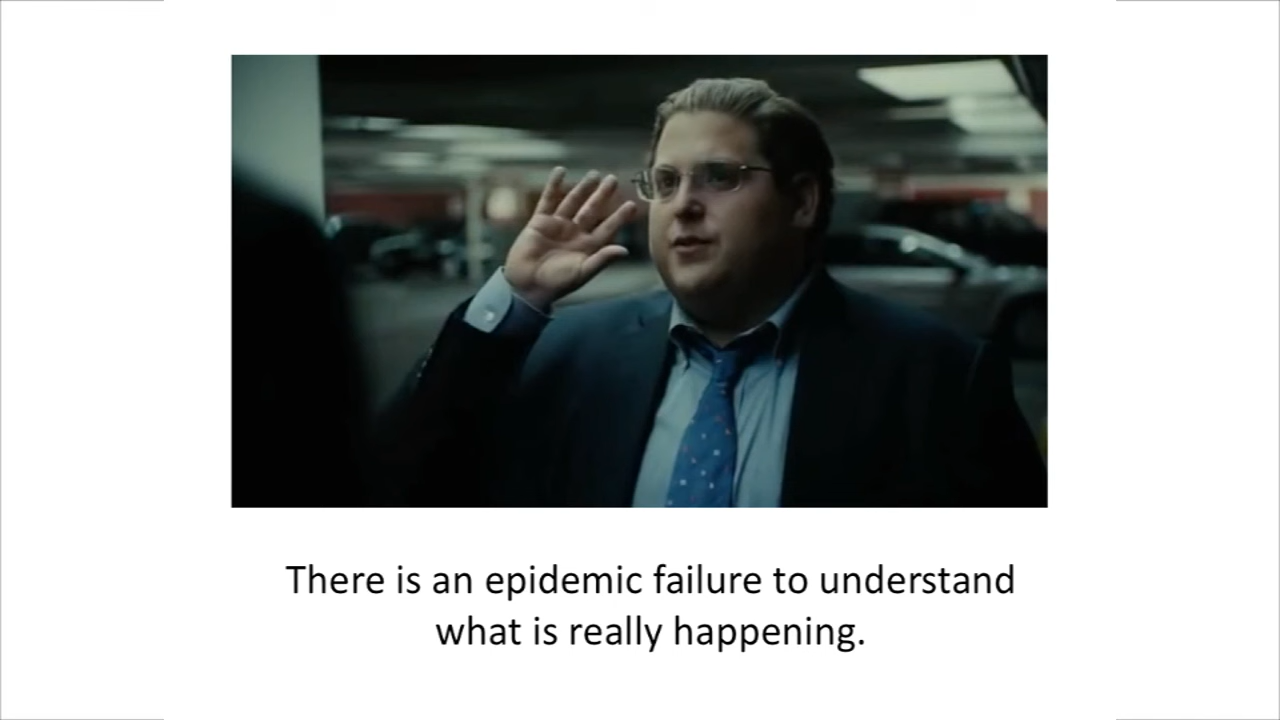 There is an epidemic failure to understand
what is really happening.